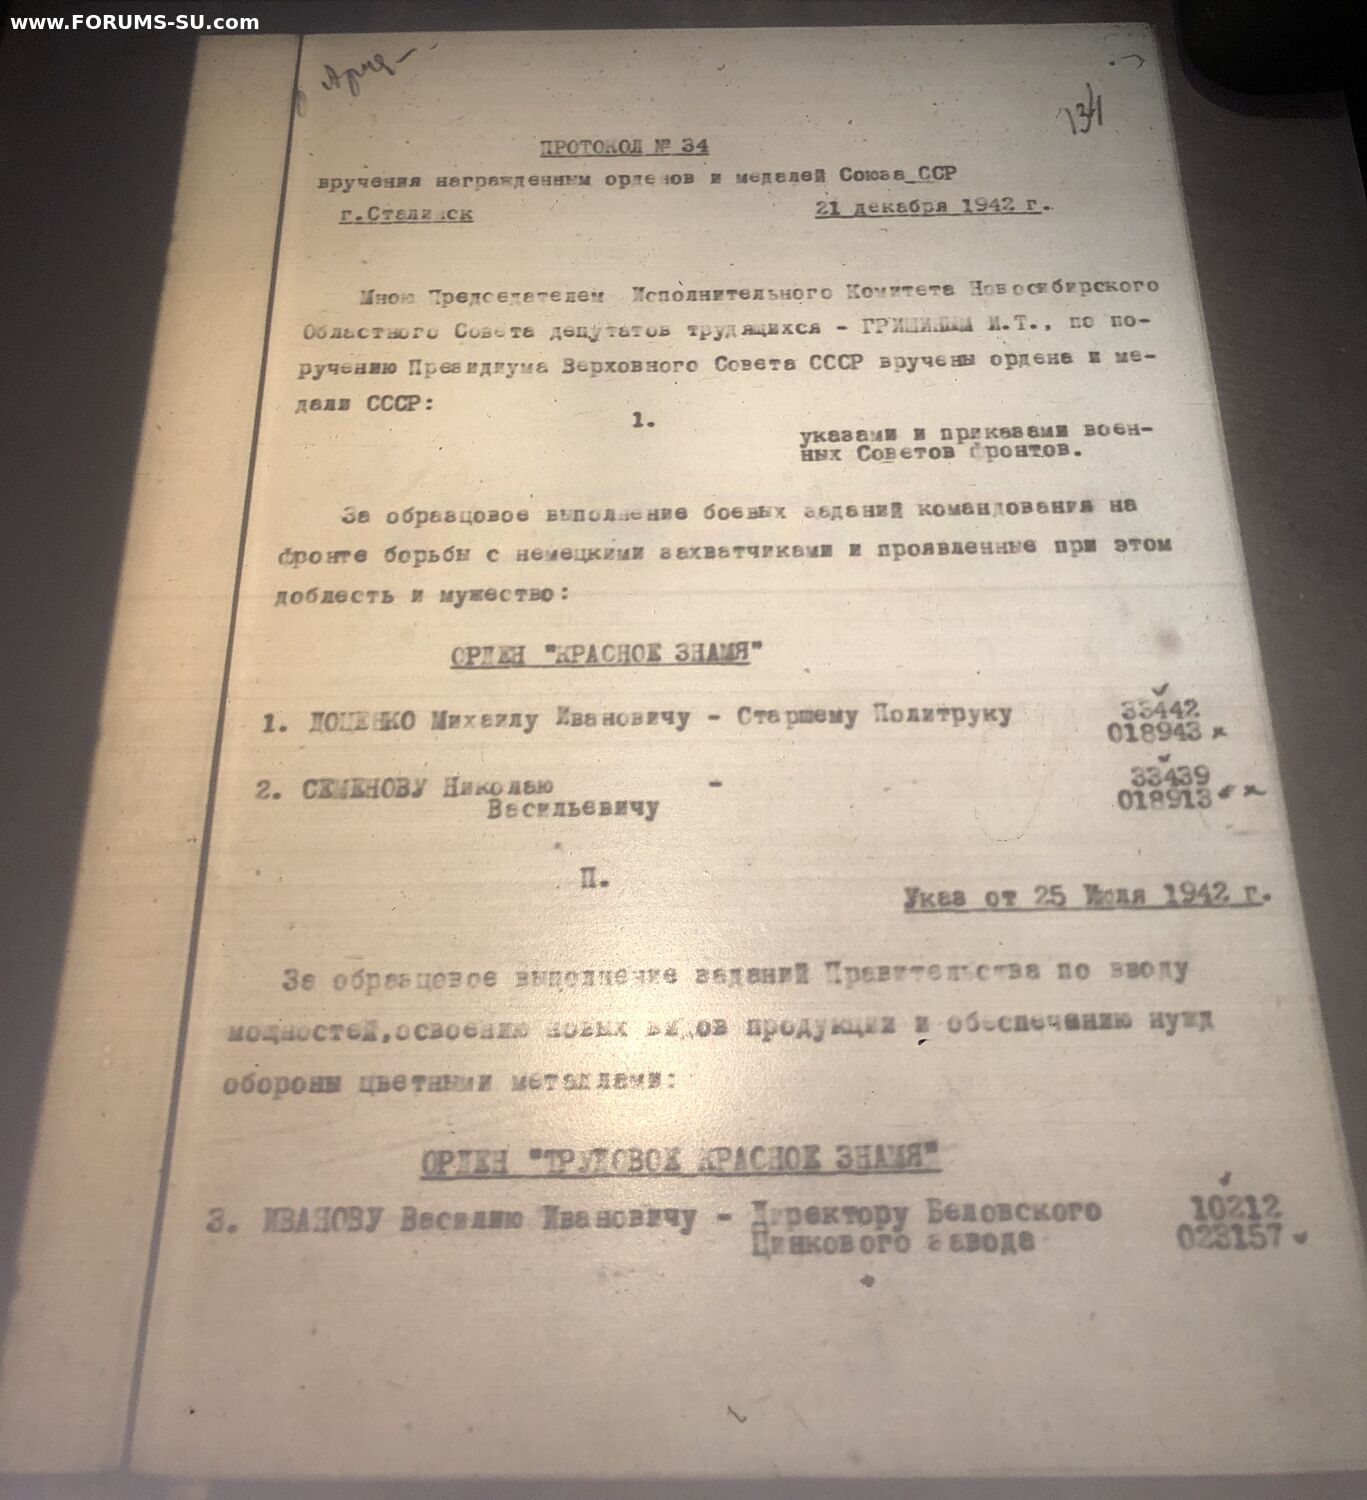 www.FORUMS-SU.com
134
ПРОТОКОЛ № 34
вручения награжденным орденов и медалей Союза ССР
г.Сталинск 21 декабря 1942 г.
Мною Председателем Исполнительного Комитета Новосибирского
Областного Совета депутатов трудящихся - ГРИШИНЫМ И.Т., по по-
ручению Президиума Верховного Совета СССР вручены ордена и ме-
дали СССР:
1.
указами и приказами воен-
ных Советов фронтов.
За образцовое выполнение боевых заданий командования на
фронте борьбы с немецкими захватчиками и проявленные при этом
доблесть и мужество:
ОРДЕН "КРАСНОЕ ЗНАМЯ"
1. ДОЦЕНКО Михаилу Ивановичу - Старшему Политруку 33442
018943
2. СЕМЕНОВУ Николаю - 33439
Васильевичу 018913
П.
Указ от 25 Июля 1942 г.
За образцовое выполнение заданий Правительства по вводу
мощностей,освоению новых видов продукции и обеспечению нужд
обороны цветными металлами:
ОРДЕН "ТРУДОВОЕ КРАСНОЕ ЗНАМЯ"
3. ИВАНОВУ Василию Ивановичу - Директору Беловского 10212
Цинкового завода 023157